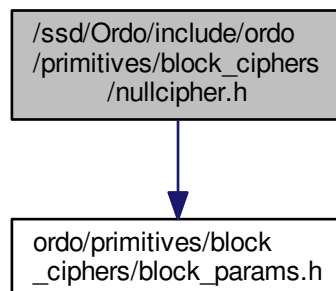 /ssd/Ordo/include/ordo
/primitives/block_ciphers
/nullcipher.h
ordo/primitives/block
_ciphers/block_params.h